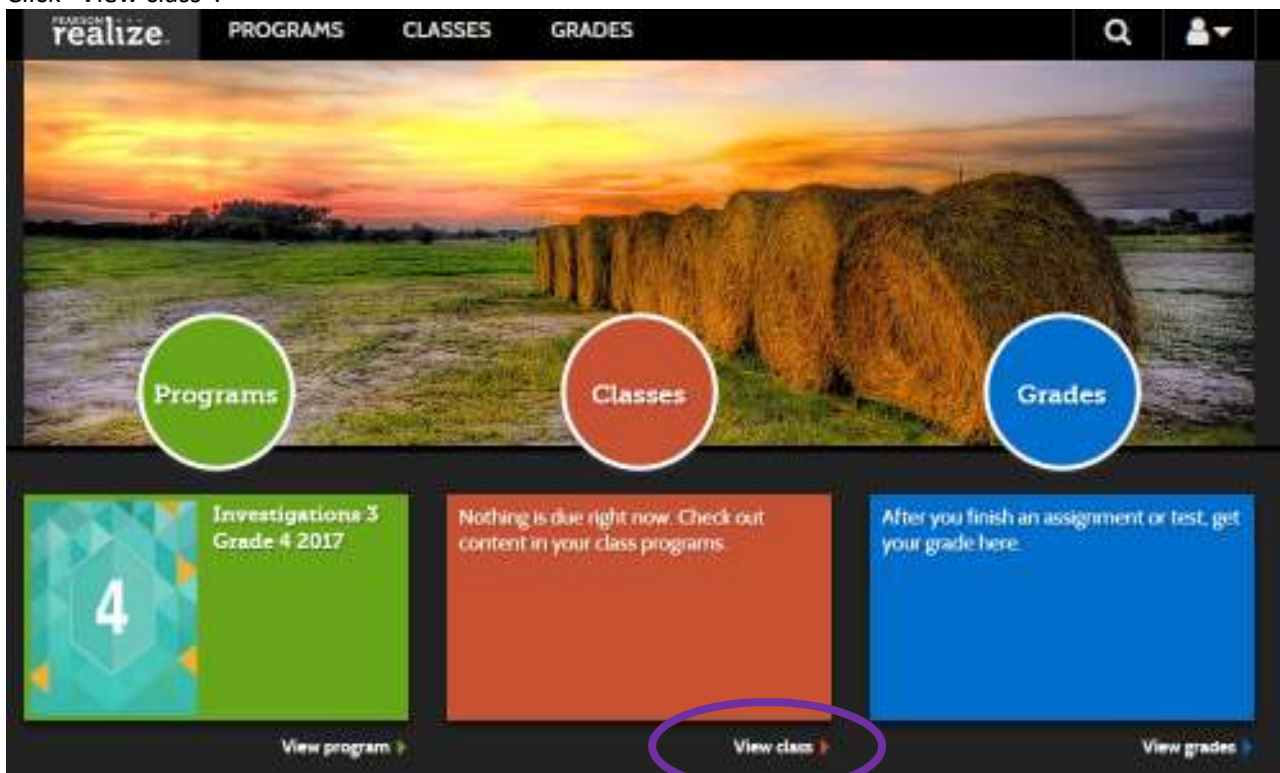 Click "View class".
PEARSON
realize.
PROGRAMS
CLASSES
GRADES
Programs
Classes
Grades
4
Investigations 3
Grade 4 2017
Nothing is due right now. Check out
content in your class programs.
After you finish an assignment or test, get
your grade here.
View program
View class
View grades